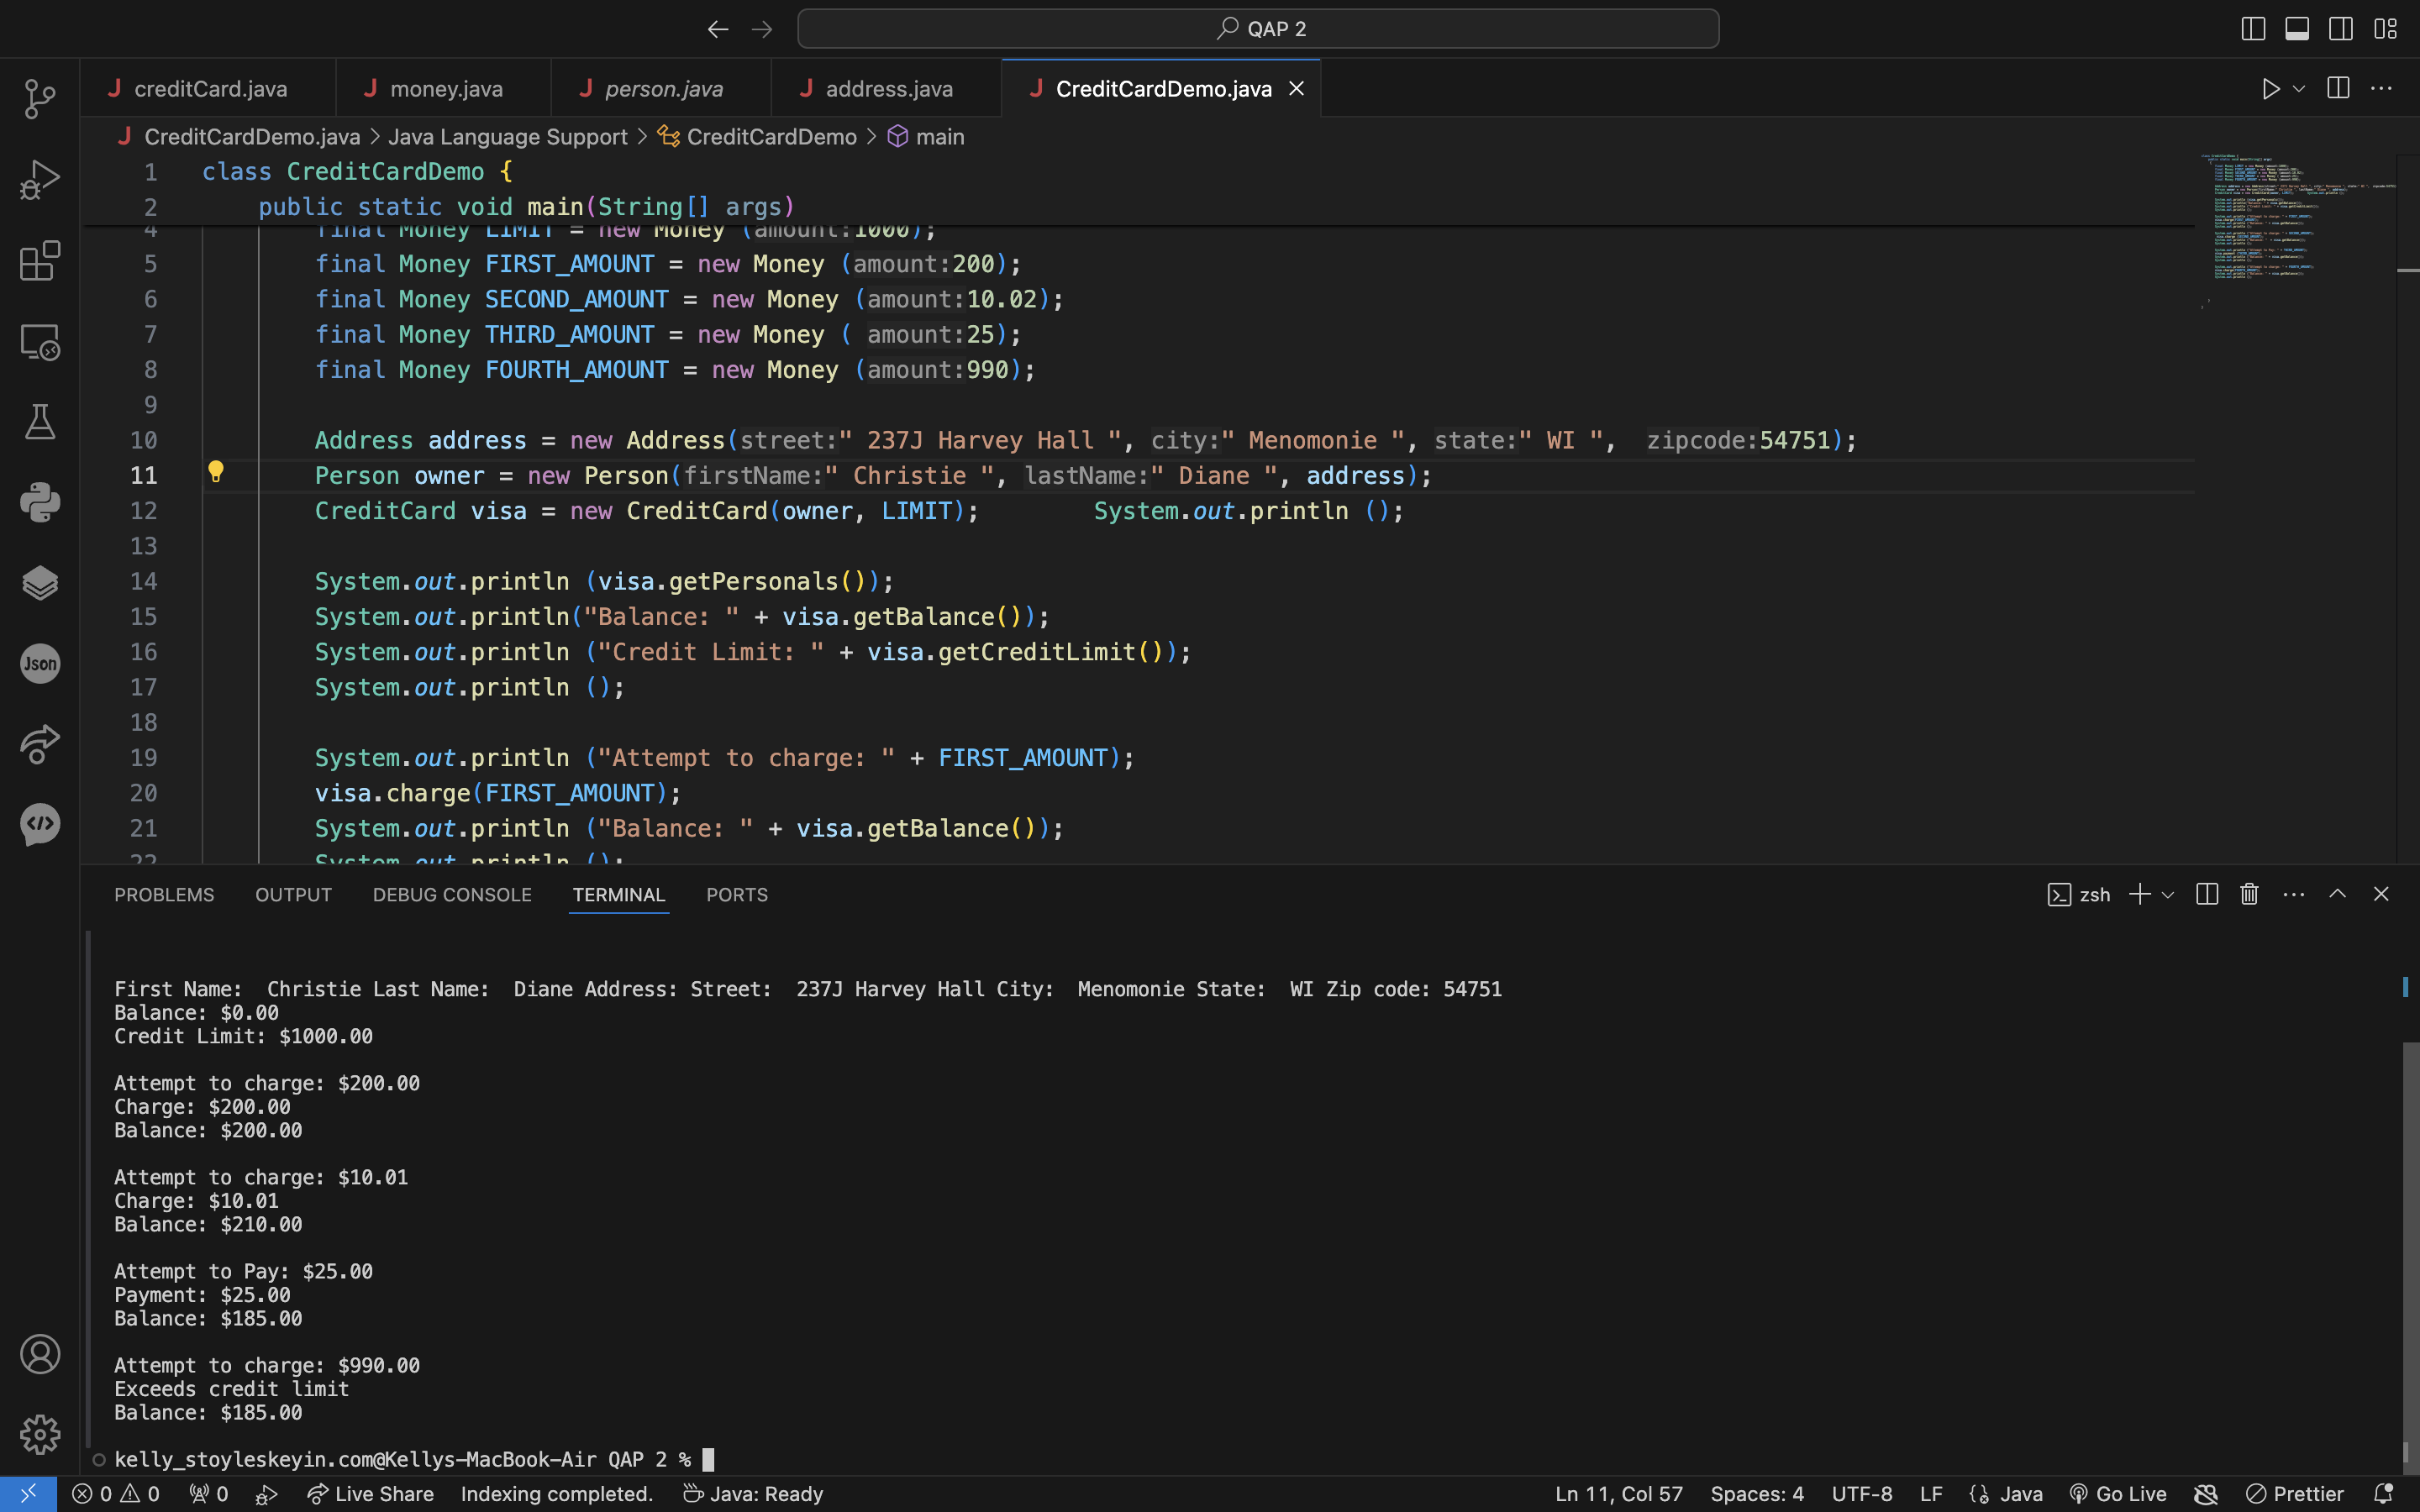 QAP 2
creditCard.java
money.java
person.java
address.java
CreditCardDemo.java
CreditCardDemo.java > Java Language Support > CreditCardDemo > main
1 class CreditCardDemo {
2 public static void main(String[] args)
4 final Money LIMIT = new Money (amount:1000);
5 final Money FIRST_AMOUNT = new Money (amount:200);
6 final Money SECOND_AMOUNT = new Money (amount:10.02);
7 final Money THIRD_AMOUNT = new Money ( amount:25);
8 final Money FOURTH_AMOUNT = new Money (amount:990);
9
10 Address address = new Address(street:" 237J Harvey Hall ", city:" Menomonie ", state:" WI ",  zipcode:54751);
11 Person owner = new Person(firstName:" Christie ", lastName:" Diane ", address);
12 CreditCard visa = new CreditCard(owner, LIMIT);        System.out.println ();
13
14 System.out.println (visa.getPersonals());
15 System.out.println("Balance: " + visa.getBalance());
16 System.out.println ("Credit Limit: " + visa.getCreditLimit());
17 System.out.println ();
18
19 System.out.println ("Attempt to charge: " + FIRST_AMOUNT);
20 visa.charge(FIRST_AMOUNT);
21 System.out.println ("Balance: " + visa.getBalance());
22 System.out.println ();
Json
PROBLEMS OUTPUT DEBUG CONSOLE TERMINAL PORTS
zsh
First Name:  Christie Last Name:  Diane Address: Street:  237J Harvey Hall City:  Menomonie State:  WI Zip code: 54751
Balance: $0.00
Credit Limit: $1000.00
Attempt to charge: $200.00
Charge: $200.00
Balance: $200.00
Attempt to charge: $10.01
Charge: $10.01
Balance: $210.00
Attempt to Pay: $25.00
Payment: $25.00
Balance: $185.00
Attempt to charge: $990.00
Exceeds credit limit
Balance: $185.00
kelly_stoyleskeyin.com@Kellys-MacBook-Air QAP 2 %
0 0 0 Live Share Indexing completed. Java: Ready Ln 11, Col 57 Spaces: 4 UTF-8 LF Java Go Live Prettier